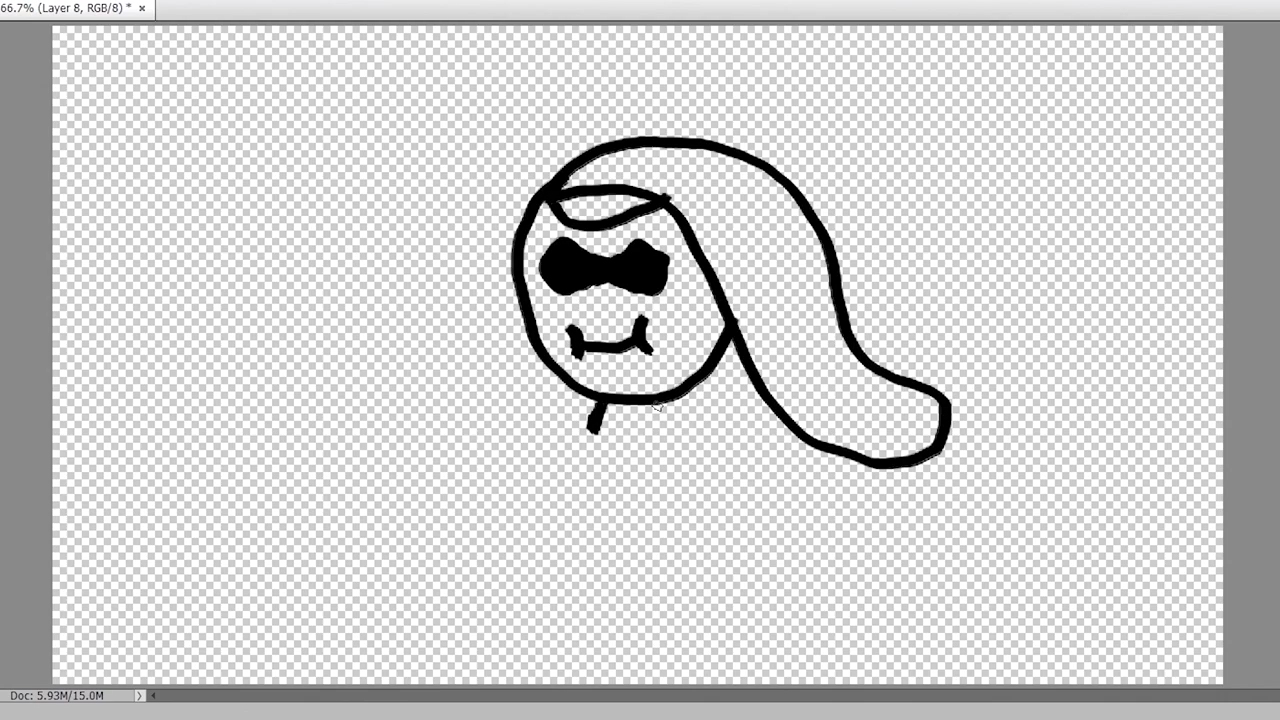 66.7% (Layer 8, RGB/8) * ×
Doc: 5.93M/15.0M